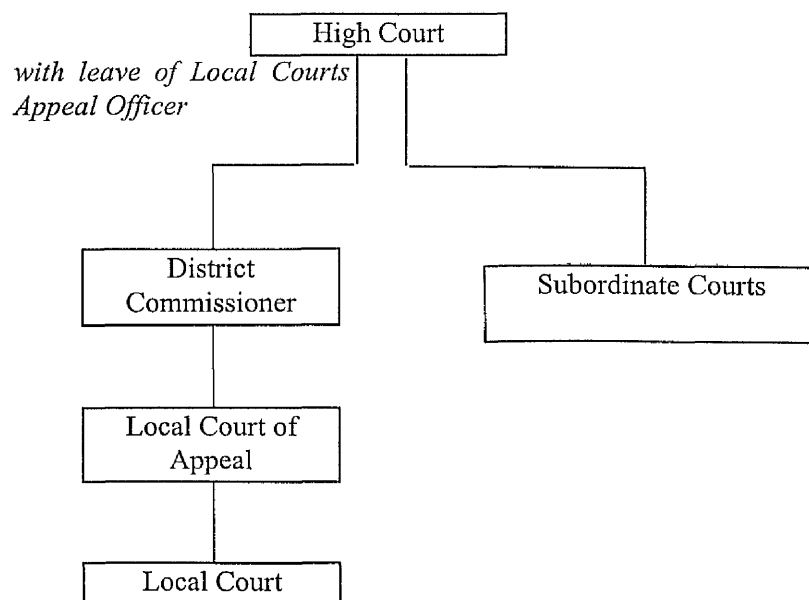 High Court
with leave of Local Courts
Appeal Officer
District
Commissioner
Subordinate Courts
Local Court of
Appeal
Local Court